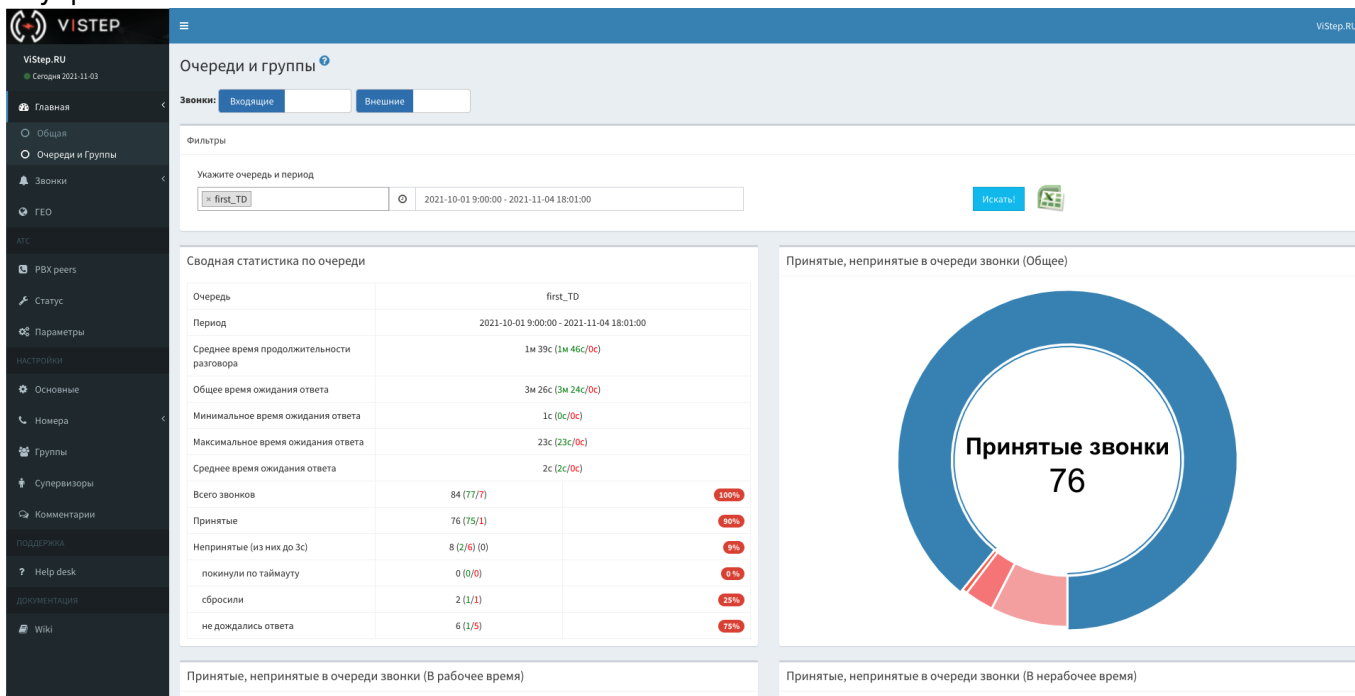 VISTEP
ViStep.RU
ViStep.RU
Сегодня 2021-11-03
Главная
Общая
Очереди и Группы
Звонки
ГЕО
АТС
PBX peers
Статус
Параметры
НАСТРОЙКИ
Основные
Номера
Группы
Супервизоры
Комментарии
ПОДДЕРЖКА
Help desk
ДОКУМЕНТАЦИЯ
Wiki
Очереди и группы ?
Звонки: Входящие Внешние
Фильтры
Укажите очередь и период
× first_TD 2021-10-01 9:00:00 - 2021-11-04 18:01:00 Искать!
Сводная статистика по очереди
Очередь first_TD
Период 2021-10-01 9:00:00 - 2021-11-04 18:01:00
Среднее время продолжительности
разговора 1м 39с (1м 46с/0с)
Общее время ожидания ответа 3м 26с (3м 24с/0с)
Минимальное время ожидания ответа 1с (0с/0с)
Максимальное время ожидания ответа 23с (23с/0с)
Среднее время ожидания ответа 2с (2с/0с)
Всего звонков 84 (77/7) 100%
Принятые 76 (75/1) 90%
Непринятые (из них до 3с) 8 (2/6) (0) 9%
покинули по таймауту 0 (0/0) 0 %
сбросили 2 (1/1) 25%
не дождались ответа 6 (1/5) 75%
Принятые, непринятые в очереди звонки (Общее)
Принятые звонки
76
Принятые, непринятые в очереди звонки (В рабочее время)
Принятые, непринятые в очереди звонки (В нерабочее время)